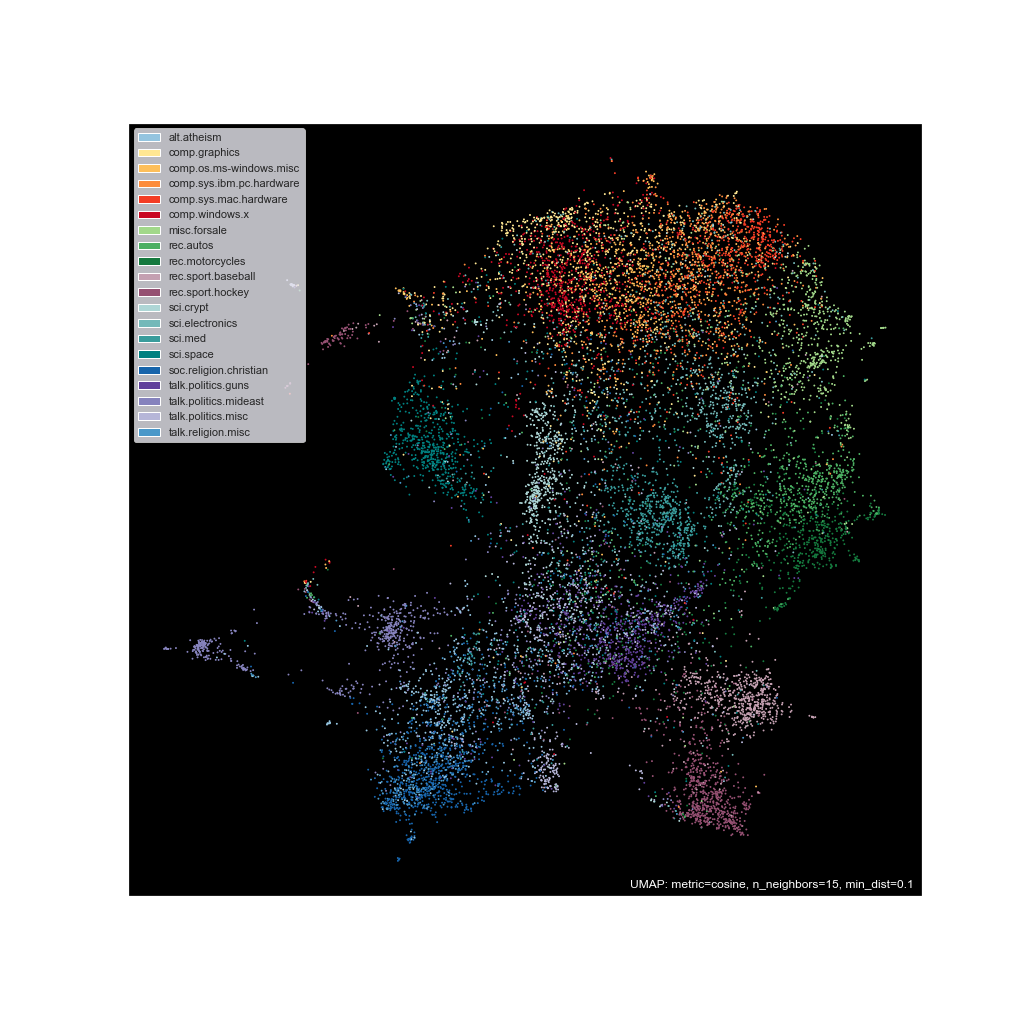 alt.atheism
comp.graphics
comp.os.ms-windows.misc
comp.sys.ibm.pc.hardware
comp.sys.mac.hardware
comp.windows.x
misc.forsale
rec.autos
rec.motorcycles
rec.sport.baseball
rec.sport.hockey
sci.crypt
sci.electronics
sci.med
sci.space
soc.religion.christian
talk.politics.guns
talk.politics.mideast
talk.politics.misc
talk.religion.misc
UMAP: metric=cosine, n_neighbors=15, min_dist=0.1